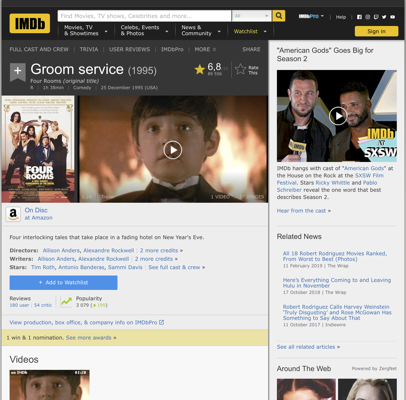 IMDb
Find Movies, TV shows, Celebrities and more...
All
IMDbPro
Help
Movies, TV & Showtimes
Celebs, Events & Photos
News & Community
Watchlist
Sign in
FULL CAST AND CREW
TRIVIA
USER REVIEWS
IMDbPro
MORE
SHARE
Groom service (1995)
Four Rooms (original title)
R | 1h 38min | Comedy | 25 December 1995 (USA)
6,8
Rate This
FOUR ROOMS
1 VIDEO
On Disc
at Amazon
Four interlocking tales that take place in a fading hotel on New Year's Eve.
Directors: Allison Anders, Alexandre Rockwell | 2 more credits »
Writers: Allison Anders, Alexandre Rockwell | 2 more credits »
Stars: Tim Roth, Antonio Banderas, Sammi Davis | See full cast & crew »
+ Add to Watchlist
Reviews
180 user | 54 critic
Popularity
3 079
View production, box office, & company info on IMDbPro
1 win & 1 nomination. See more awards »
Videos
"American Gods" Goes Big for Season 2
IMDb
AT
SXSW
IMDb hangs with cast of "American Gods" at the House on the Rock at the SXSW Film Festival. Stars Ricky Whittle and Pablo Schreiber reveal the one word that best describes Season 2.
Hear from the cast »
Related News
All 18 Robert Rodriguez Movies Ranked, From Worst to Best (Photos)
11 February 2019 | The Wrap
Here's Everything Coming to and Leaving Hulu in November
17 October 2018 | The Wrap
Robert Rodriguez Calls Harvey Weinstein 'Truly Disgusting' and Rose McGowan Has Something to Say About That
11 October 2017 | Indiewire
See all related articles »
Around The Web
Powered by ZergNet